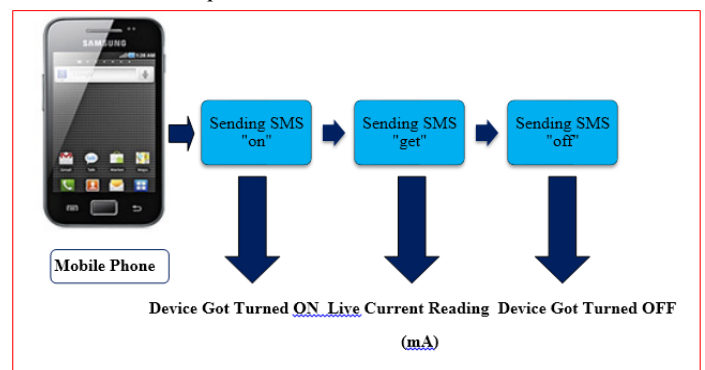 SAMSUNG
Sending SMS
"on"
Sending SMS
"get"
Sending SMS
"off"
Mobile Phone
Device Got Turned ON Live Current Reading Device Got Turned OFF
(mA)